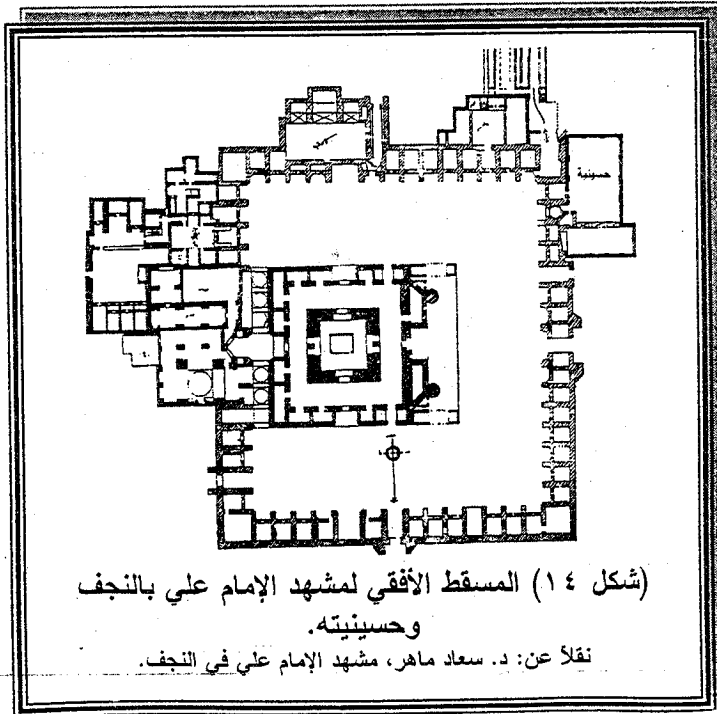 حسينية
(شكل ١٤) المسقط الأفقي لمشهد الإمام علي بالنجف
وحسينيته.
نقلاً عن: د. سعاد ماهر، مشهد الإمام علي في النجف.